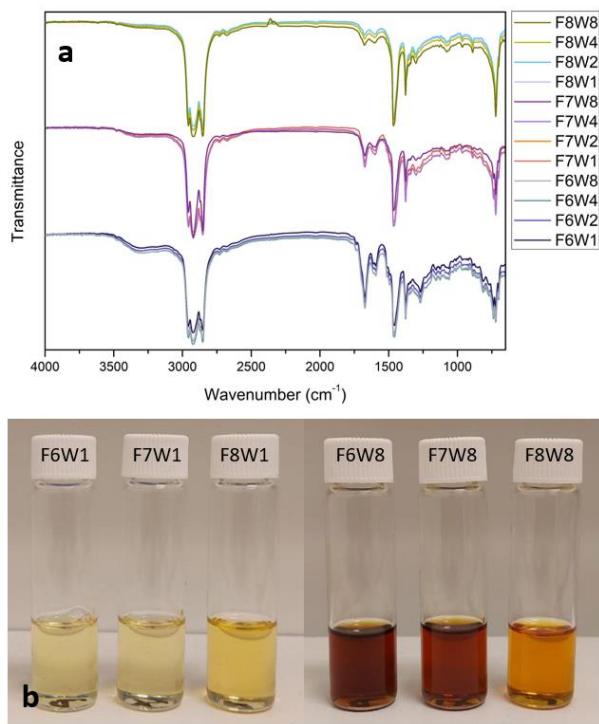 a
Transmittance
4000 3500 3000 2500 2000 1500 1000
Wavenumber (cm⁻¹)
F8W8
F8W4
F8W2
F8W1
F7W8
F7W4
F7W2
F7W1
F6W8
F6W4
F6W2
F6W1
F6W1 F7W1 F8W1 F6W8 F7W8 F8W8
b